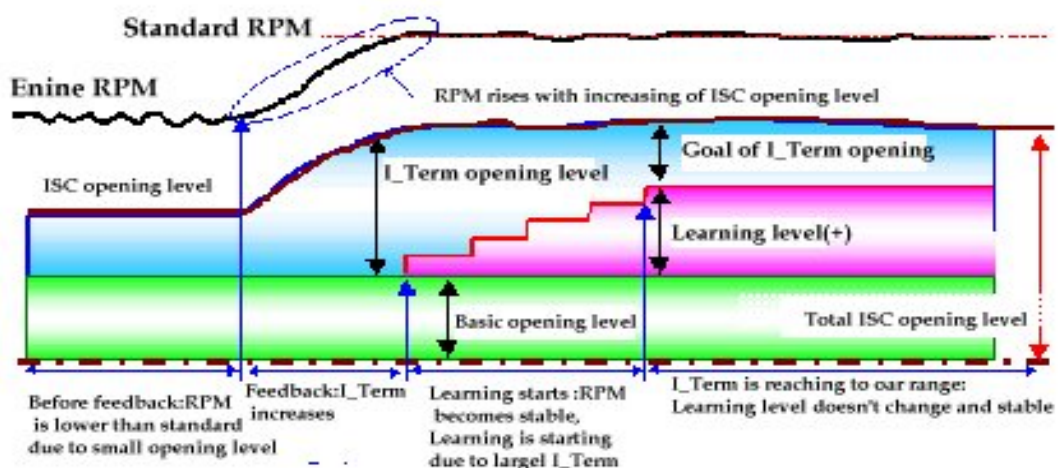 Standard RPM
Enine RPM
RPM rises with increasing of ISC opening level
Goal of I_Term opening
I_Term opening level
ISC opening level
Learning level(+)
Basic opening level
Total ISC opening level
Before feedback:RPM
is lower than standard
due to small opening level
Feedback:I_Term
increases
Learning starts :RPM
becomes stable,
Learning is starting
due to largel I_Term
I_Term is reaching to oar range:
Learning level doesn't change and stable